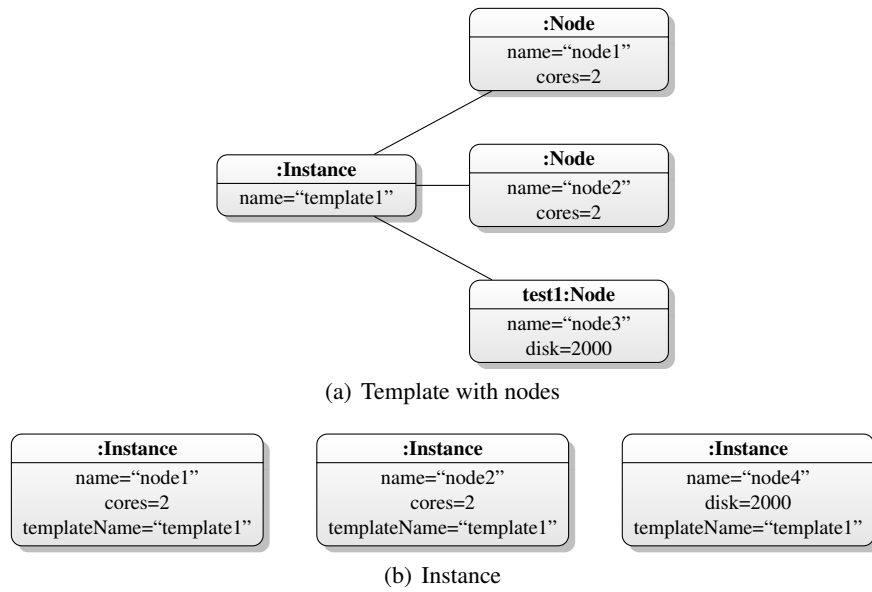 :Node
name=“node1”
cores=2
:Instance
name=“template1”
:Node
name=“node2”
cores=2
test1:Node
name=“node3”
disk=2000
(a) Template with nodes
:Instance
name=“node1”
cores=2
templateName=“template1”
:Instance
name=“node2”
cores=2
templateName=“template1”
:Instance
name=“node4”
disk=2000
templateName=“template1”
(b) Instance